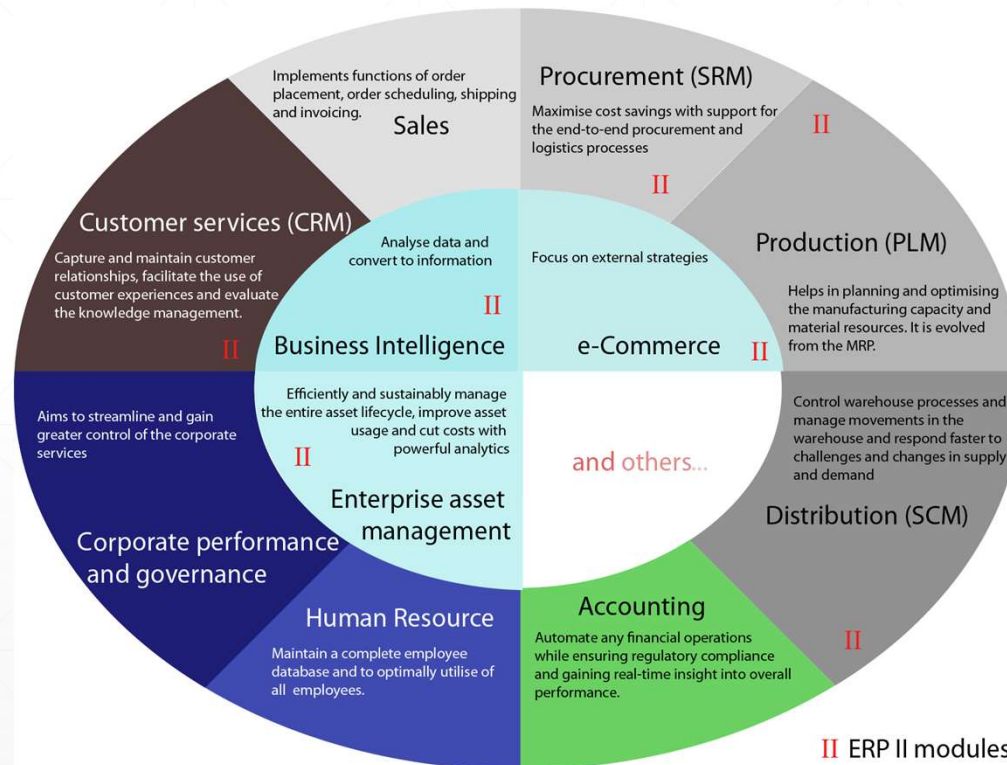 Implements functions of order
placement, order scheduling, shipping
and invoicing.
Sales
Procurement (SRM)
Maximise cost savings with support for
the end-to-end procurement and
logistics processes
II
II
Production (PLM)
Helps in planning and optimising
the manufacturing capacity and
material resources. It is evolved
from the MRP.
Customer services (CRM)
Capture and maintain customer
relationships, facilitate the use of
customer experiences and evaluate
the knowledge management.
II
Analyse data and
convert to information
II
Business Intelligence
Focus on external strategies
e-Commerce
II
Aims to streamline and gain
greater control of the corporate
services
Corporate performance
and governance
Efficiently and sustainably manage
the entire asset lifecycle, improve asset
usage and cut costs with
powerful analytics
II
Enterprise asset
management
and others...
Control warehouse processes and
manage movements in the
warehouse and respond faster to
challenges and changes in supply
and demand
Distribution (SCM)
II
Human Resource
Maintain a complete employee
database and to optimally utilise of
all employees.
Accounting
Automate any financial operations
while ensuring regulatory compliance
and gaining real-time insight into overall
performance.
II ERP II modules